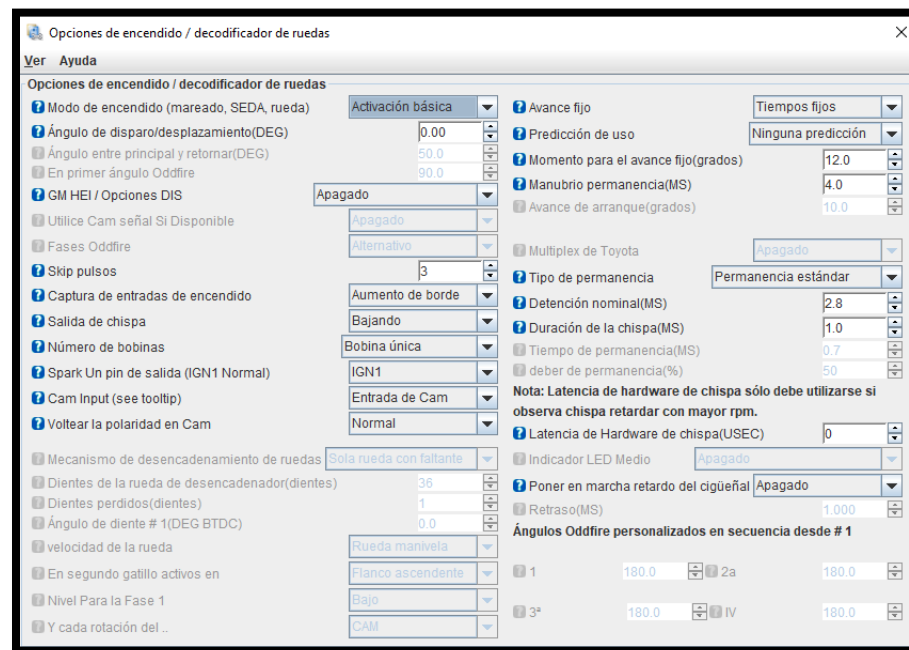 Opciones de encendido / decodificador de ruedas
Ver Ayuda
Opciones de encendido / decodificador de ruedas
Modo de encendido (mareado, SEDA, rueda) Activación básica
Ángulo de disparo/desplazamiento(DEG) 0.00
Ángulo entre principal y retornar(DEG) 50.0
En primer ángulo Oddfire 90.0
GM HEI / Opciones DIS Apagado
Utilice Cam señal Si Disponible Apagado
Fases Oddfire Alternativo
Skip pulsos 3
Captura de entradas de encendido Aumento de borde
Salida de chispa Bajando
Número de bobinas Bobina única
Spark Un pin de salida (IGN1 Normal) IGN1
Cam Input (see tooltip) Entrada de Cam
Voltear la polaridad en Cam Normal
Mecanismo de desencadenamiento de ruedas Sola rueda con faltante
Dientes de la rueda de desencadenador(dientes) 36
Dientes perdidos(dientes) 1
Ángulo de diente # 1(DEG BTDC) 0.0
velocidad de la rueda Rueda manivela
En segundo gatillo activos en Flanco ascendente
Nivel Para la Fase 1 Bajo
Y cada rotación del .. CAM
Avance fijo Tiempos fijos
Predicción de uso Ninguna predicción
Momento para el avance fijo(grados) 12.0
Manubrio permanencia(MS) 4.0
Avance de arranque(grados) 10.0
Multiplex de Toyota Apagado
Tipo de permanencia Permanencia estándar
Detención nominal(MS) 2.8
Duración de la chispa(MS) 1.0
Tiempo de permanencia(MS) 0.7
deber de permanencia(%) 50
Nota: Latencia de hardware de chispa sólo debe utilizarse si
observa chispa retardar con mayor rpm.
Latencia de Hardware de chispa(USEC) 0
Indicador LED Medio Apagado
Poner en marcha retardo del cigüeñal Apagado
Retraso(MS) 1.000
Ángulos Oddfire personalizados en secuencia desde # 1
1 180.0 2a 180.0
3ª 180.0 IV 180.0